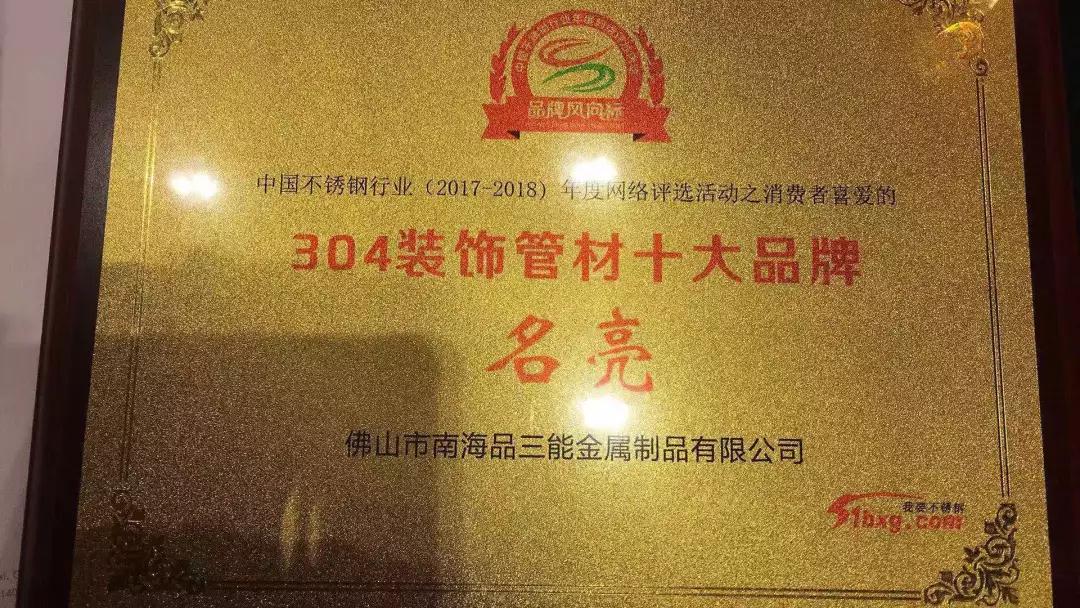 品牌风向标
中国不锈钢行业(2017-2018)年度网络评选活动之消费者喜爱的
304装饰管材十大品牌
名亮
佛山市南海品三能金属制品有限公司
我要不锈钢
51bxg.com